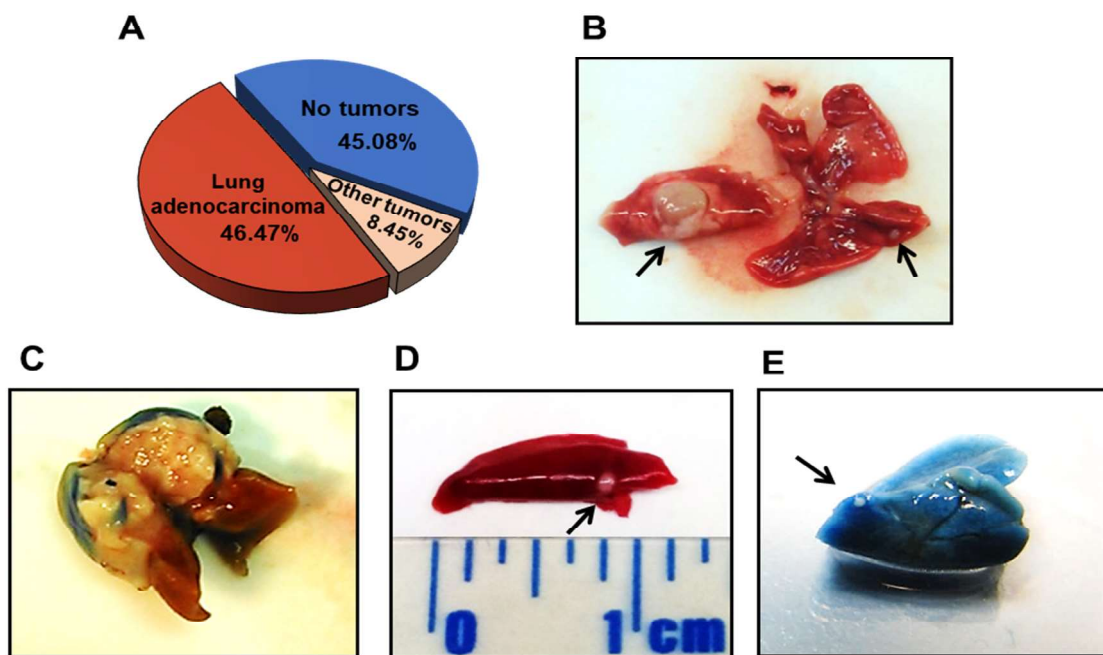 A
No tumors
45.08%
Lung
adenocarcinoma
46.47%
Other tumors
8.45%
B
C
D
0 1 cm
E